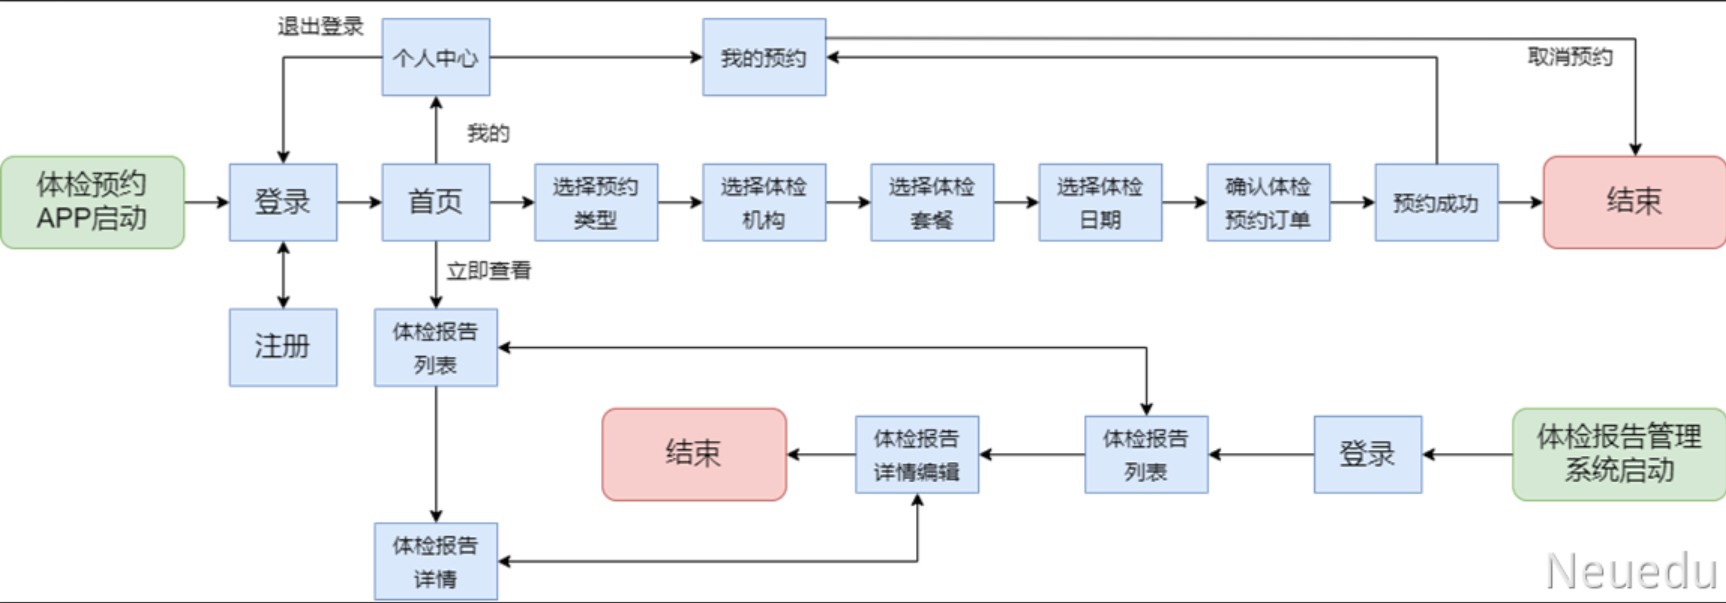 退出登录
个人中心
我的预约
取消预约
我的
体检预约
APP启动
登录
首页
选择预约
类型
选择体检
机构
选择体检
套餐
选择体检
日期
确认体检
预约订单
预约成功
结束
立即查看
注册
体检报告
列表
结束
体检报告
详情编辑
体检报告
列表
登录
体检报告管理
系统启动
体检报告
详情
Neuedu